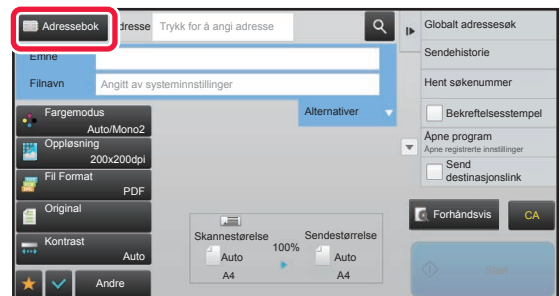 Adressebok
dresse
Trykk for å angi adresse
Emne
Filnavn
Angitt av systeminnstillinger
Alternativer
Fargemodus
Auto/Mono2
Oppløsning
200x200dpi
Fil Format
PDF
Original
Kontrast
Auto
Andre
Skannestørelse
100%
Sendestørrelse
Auto
Auto
A4
A4
Globalt adressesøk
Sendehistorie
Hent søkenummer
Bekreftelsesstempel
Åpne program
Åpne registrerte innstillinger
Send
destinasjonslink
Forhåndsvis
CA
Start